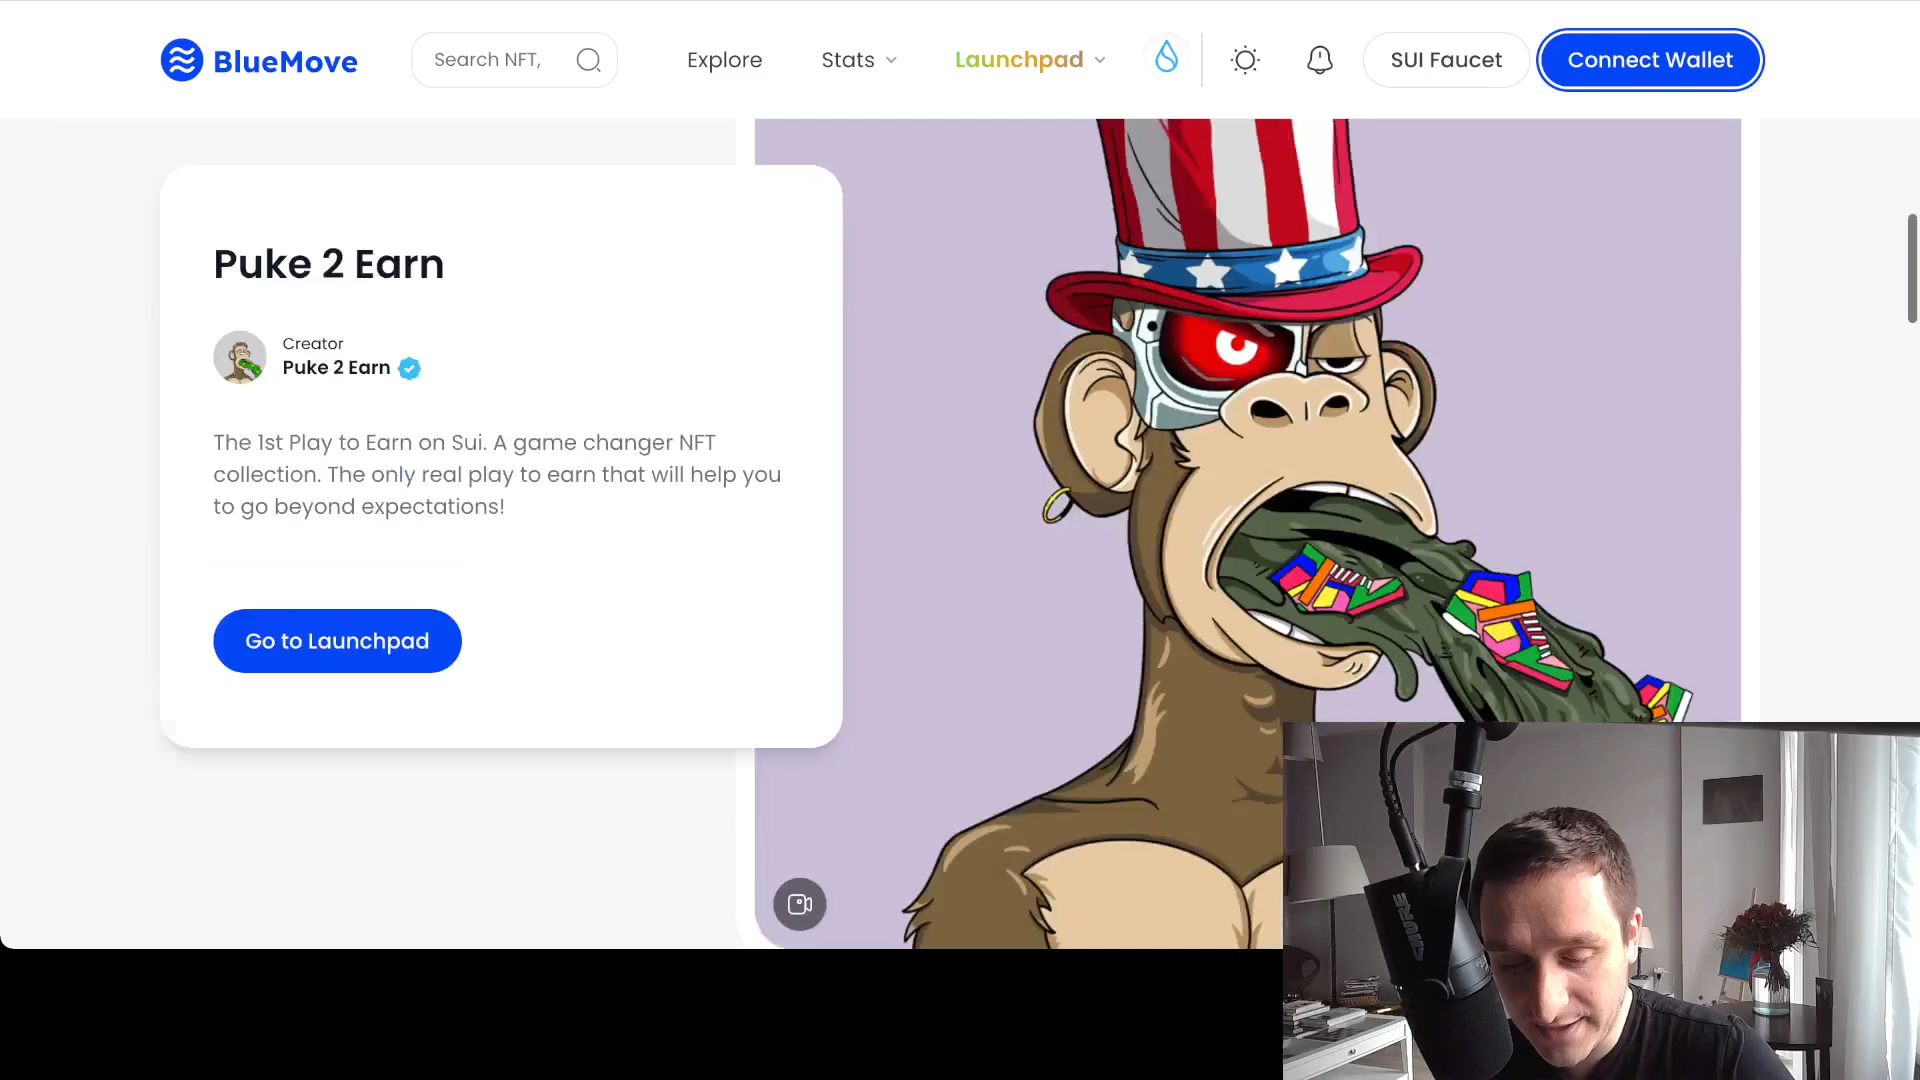 BlueMove
Search NFT,
Explore
Stats
Launchpad
SUI Faucet
Connect Wallet
Puke 2 Earn
Creator
Puke 2 Earn
The 1st Play to Earn on Sui. A game changer NFT
collection. The only real play to earn that will help you
to go beyond expectations!
Go to Launchpad
SHURE